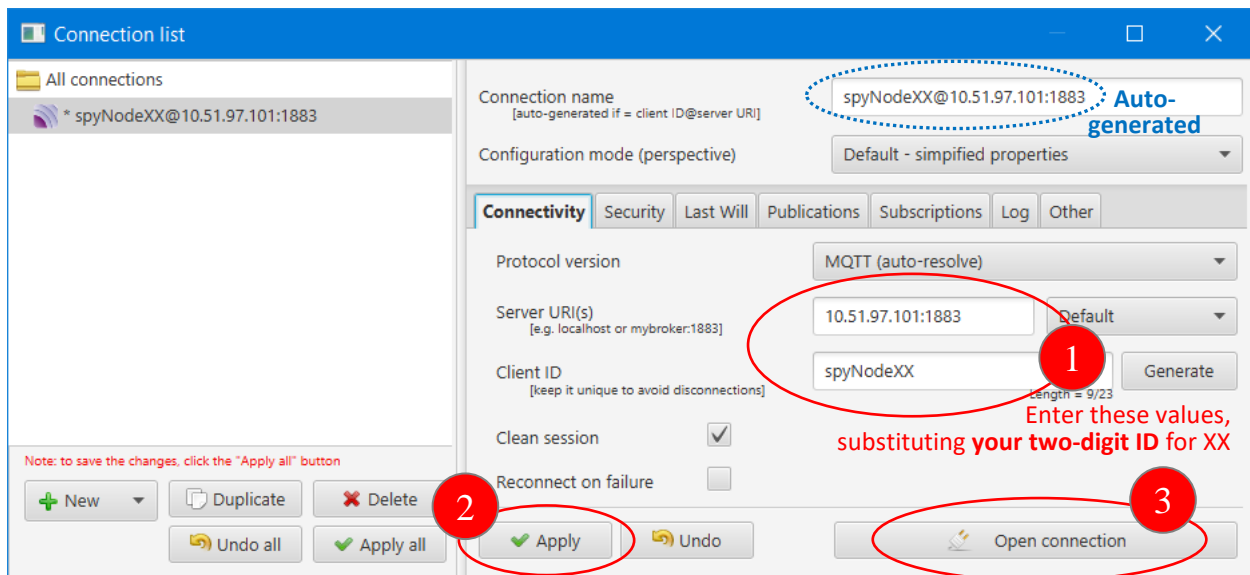 Connection list
All connections
* spyNodeXX@10.51.97.101:1883
Note: to save the changes, click the "Apply all" button
New
Duplicate
Delete
Undo all
Apply all
Connection name
[auto-generated if = client ID@server URI]
spyNodeXX@10.51.97.101:1883
Auto-
generated
Configuration mode (perspective)
Default - simpified properties
Connectivity Security Last Will Publications Subscriptions Log Other
Protocol version
MQTT (auto-resolve)
Server URI(s)
[e.g. localhost or mybroker:1883]
10.51.97.101:1883
Default
1
Client ID
[keep it unique to avoid disconnections]
spyNodeXX
Generate
Length = 9/23
Enter these values,
substituting your two-digit ID for XX
Clean session
Reconnect on failure
2
Apply
Undo
3
Open connection